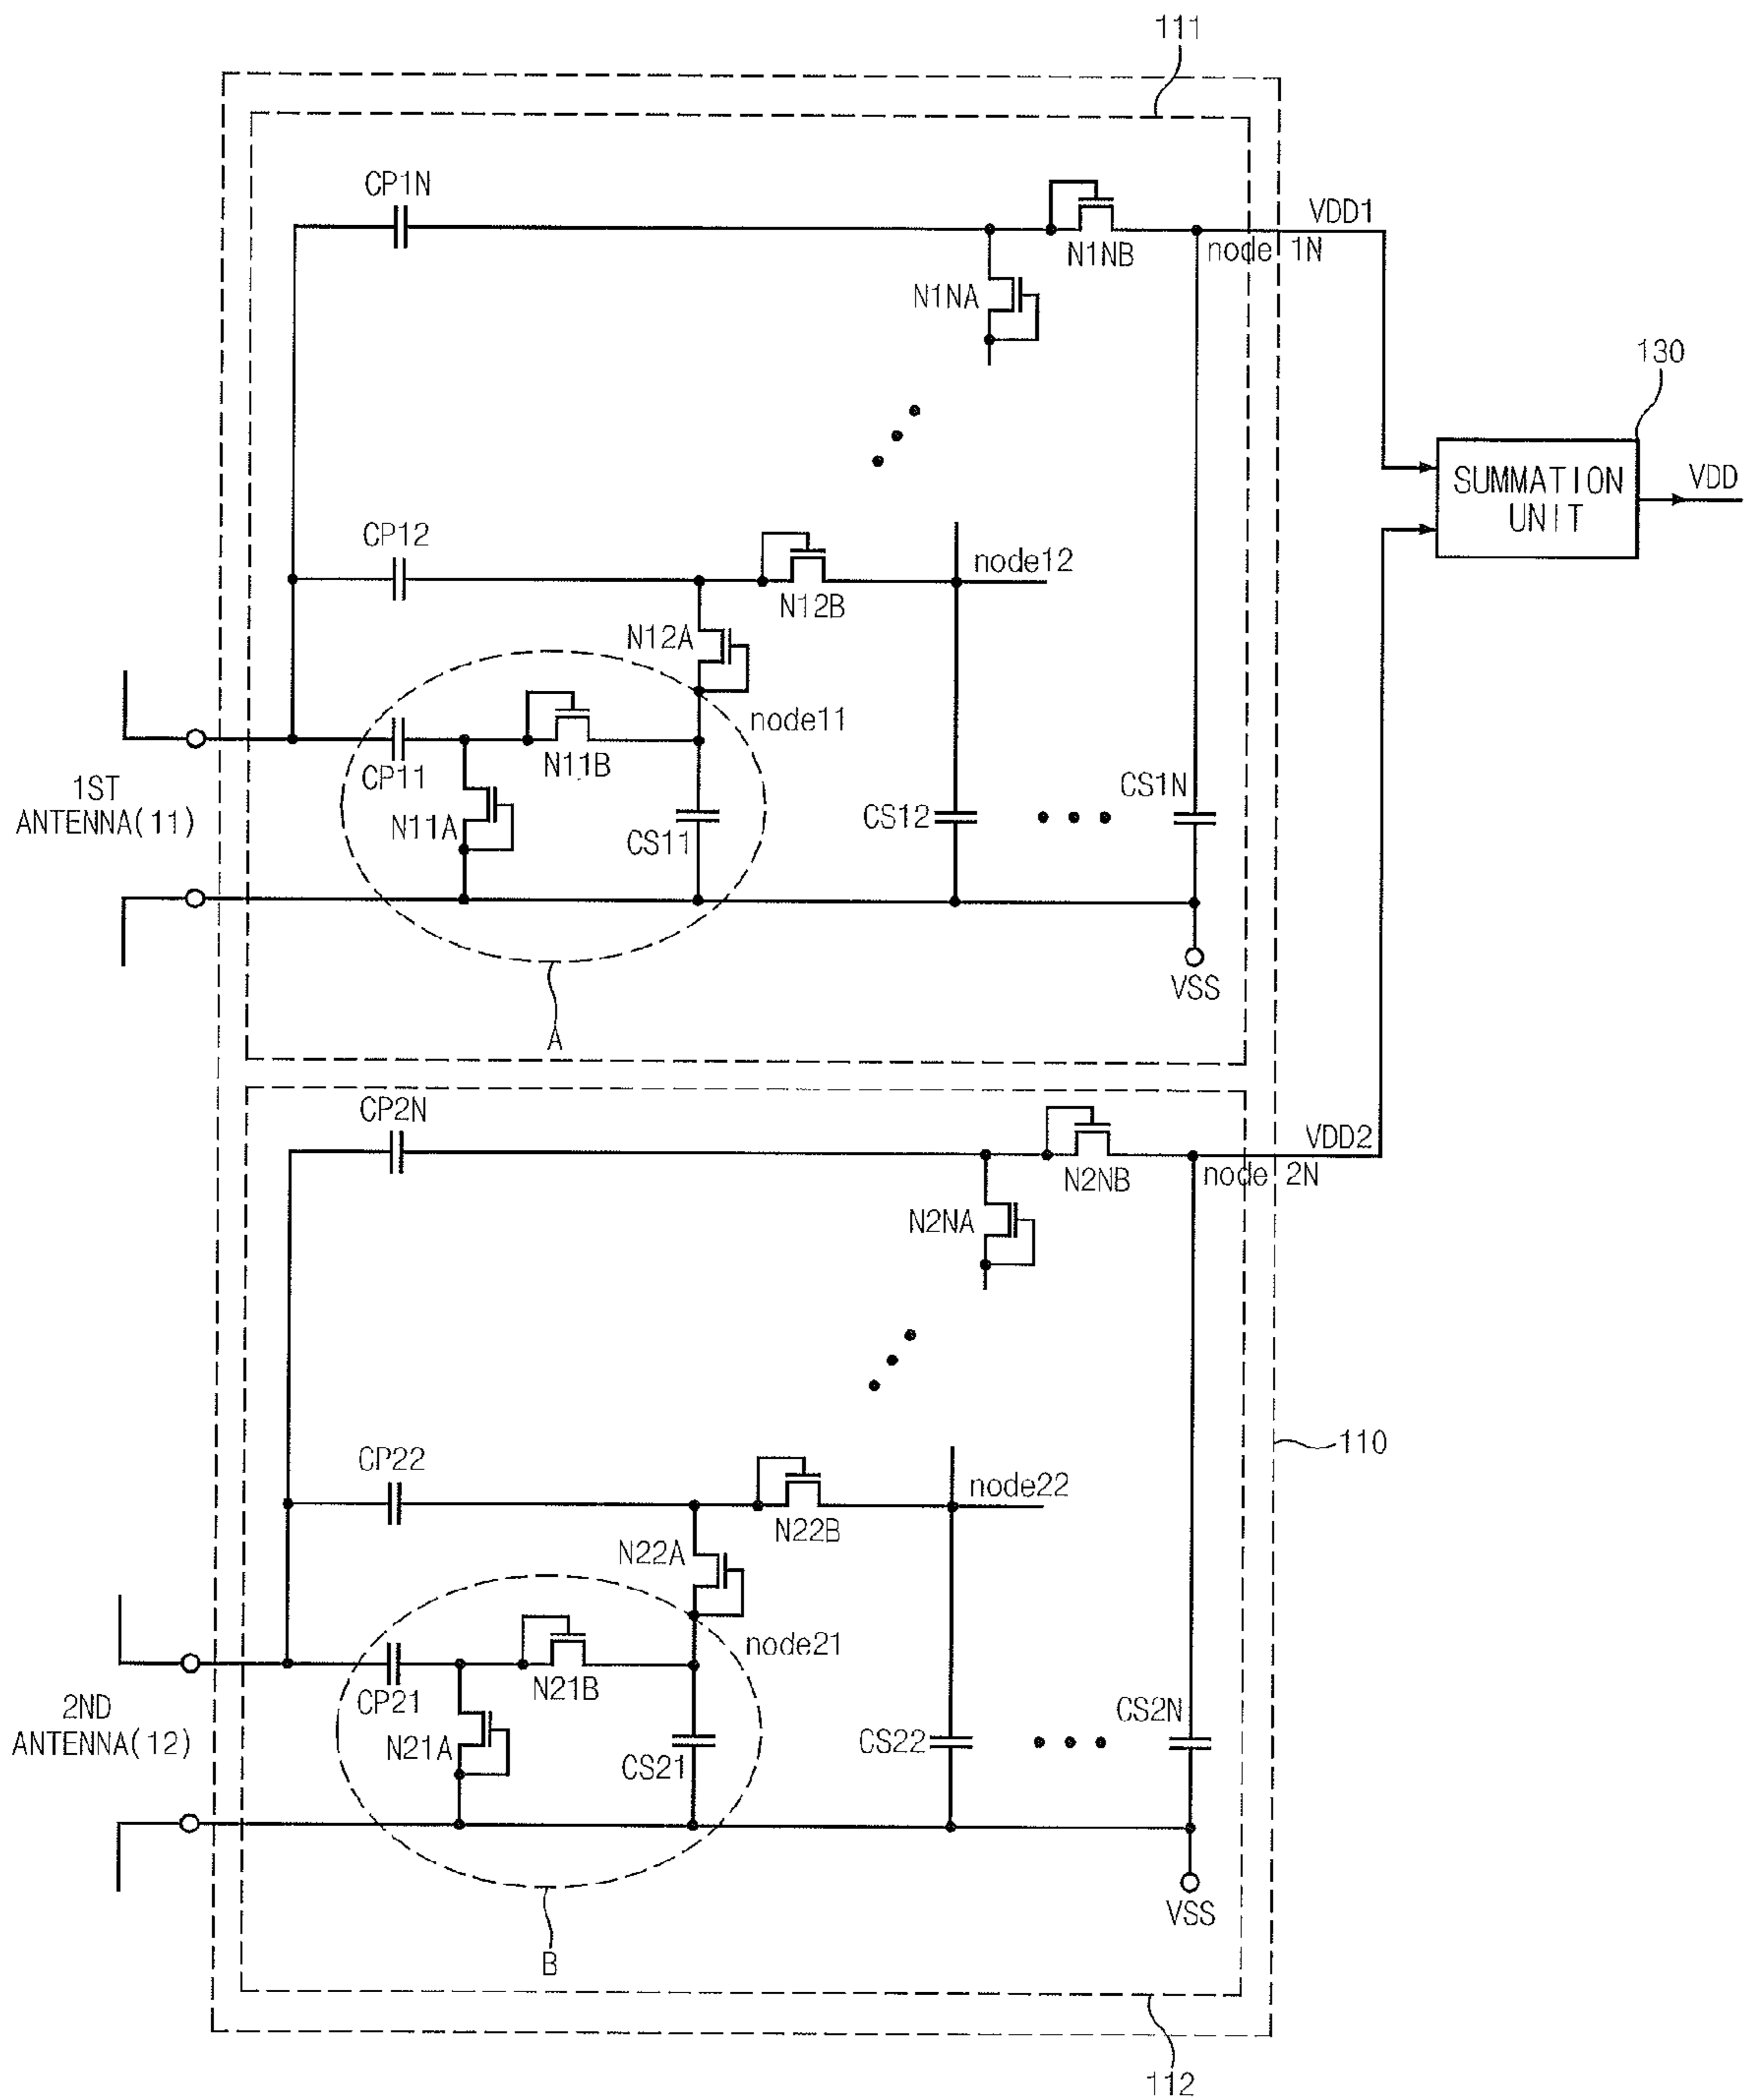 111
CP1N
VDD1
N1NB
node 1N
N1NA
130
SUMMATION
UNIT
VDD
CP12
node12
N12B
N12A
node11
CP11
N11B
1ST
ANTENNA(11)
N11A
CS11
CS12
CS1N
VSS
A
CP2N
VDD2
N2NB
node 2N
N2NA
110
CP22
node22
N22B
N22A
node21
CP21
N21B
2ND
ANTENNA(12)
N21A
CS21
CS22
CS2N
VSS
B
112